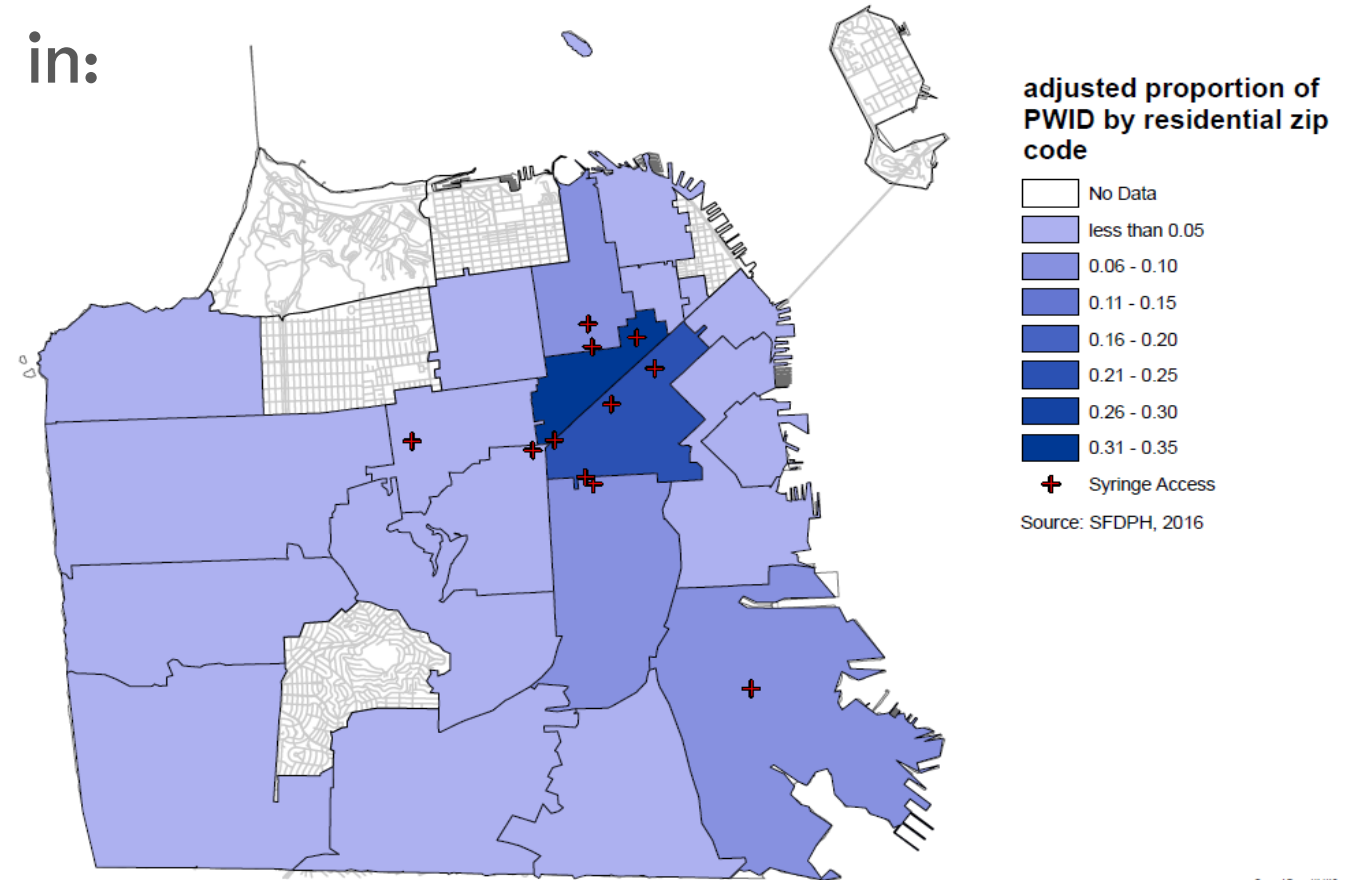 in:
adjusted proportion of
PWID by residential zip
code
No Data
less than 0.05
0.06 - 0.10
0.11 - 0.15
0.16 - 0.20
0.21 - 0.25
0.26 - 0.30
0.31 - 0.35
Syringe Access
Source: SFDPH, 2016